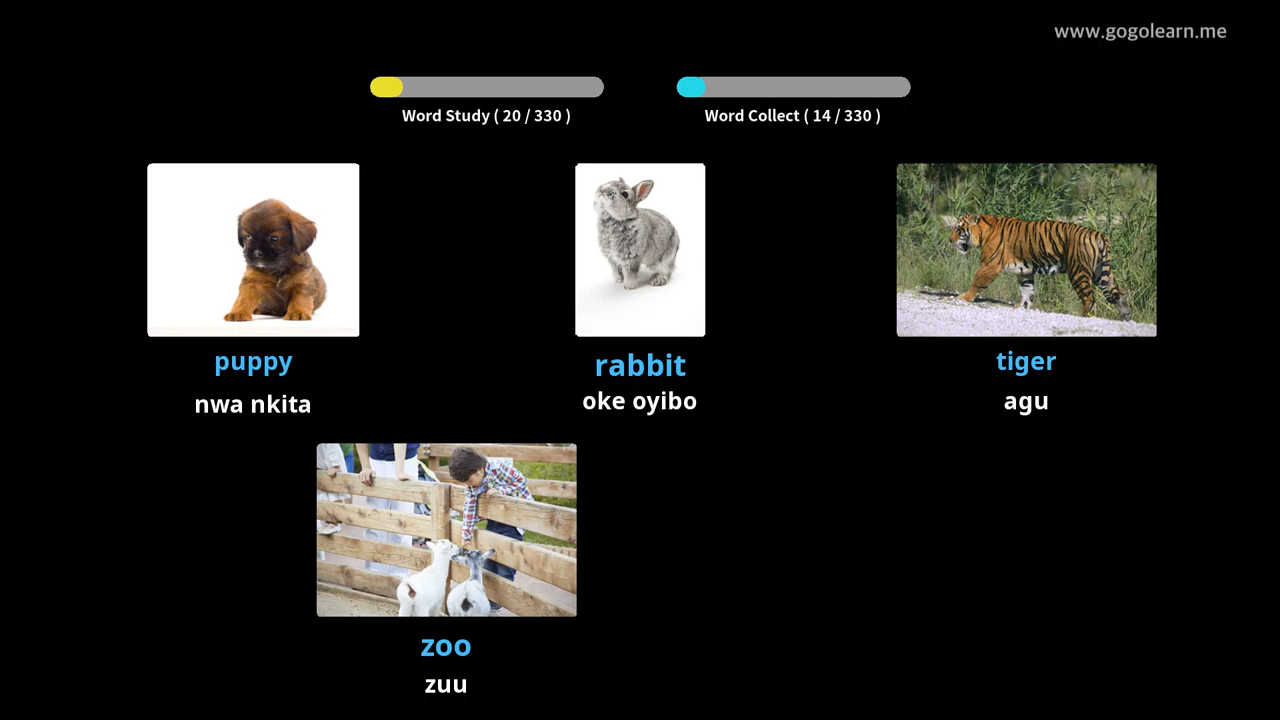 www.gogolearn.me
Word Study ( 20 / 330 )
Word Collect ( 14 / 330 )
puppy
nwa nkita
rabbit
oke oyibo
tiger
agu
zoo
zuu